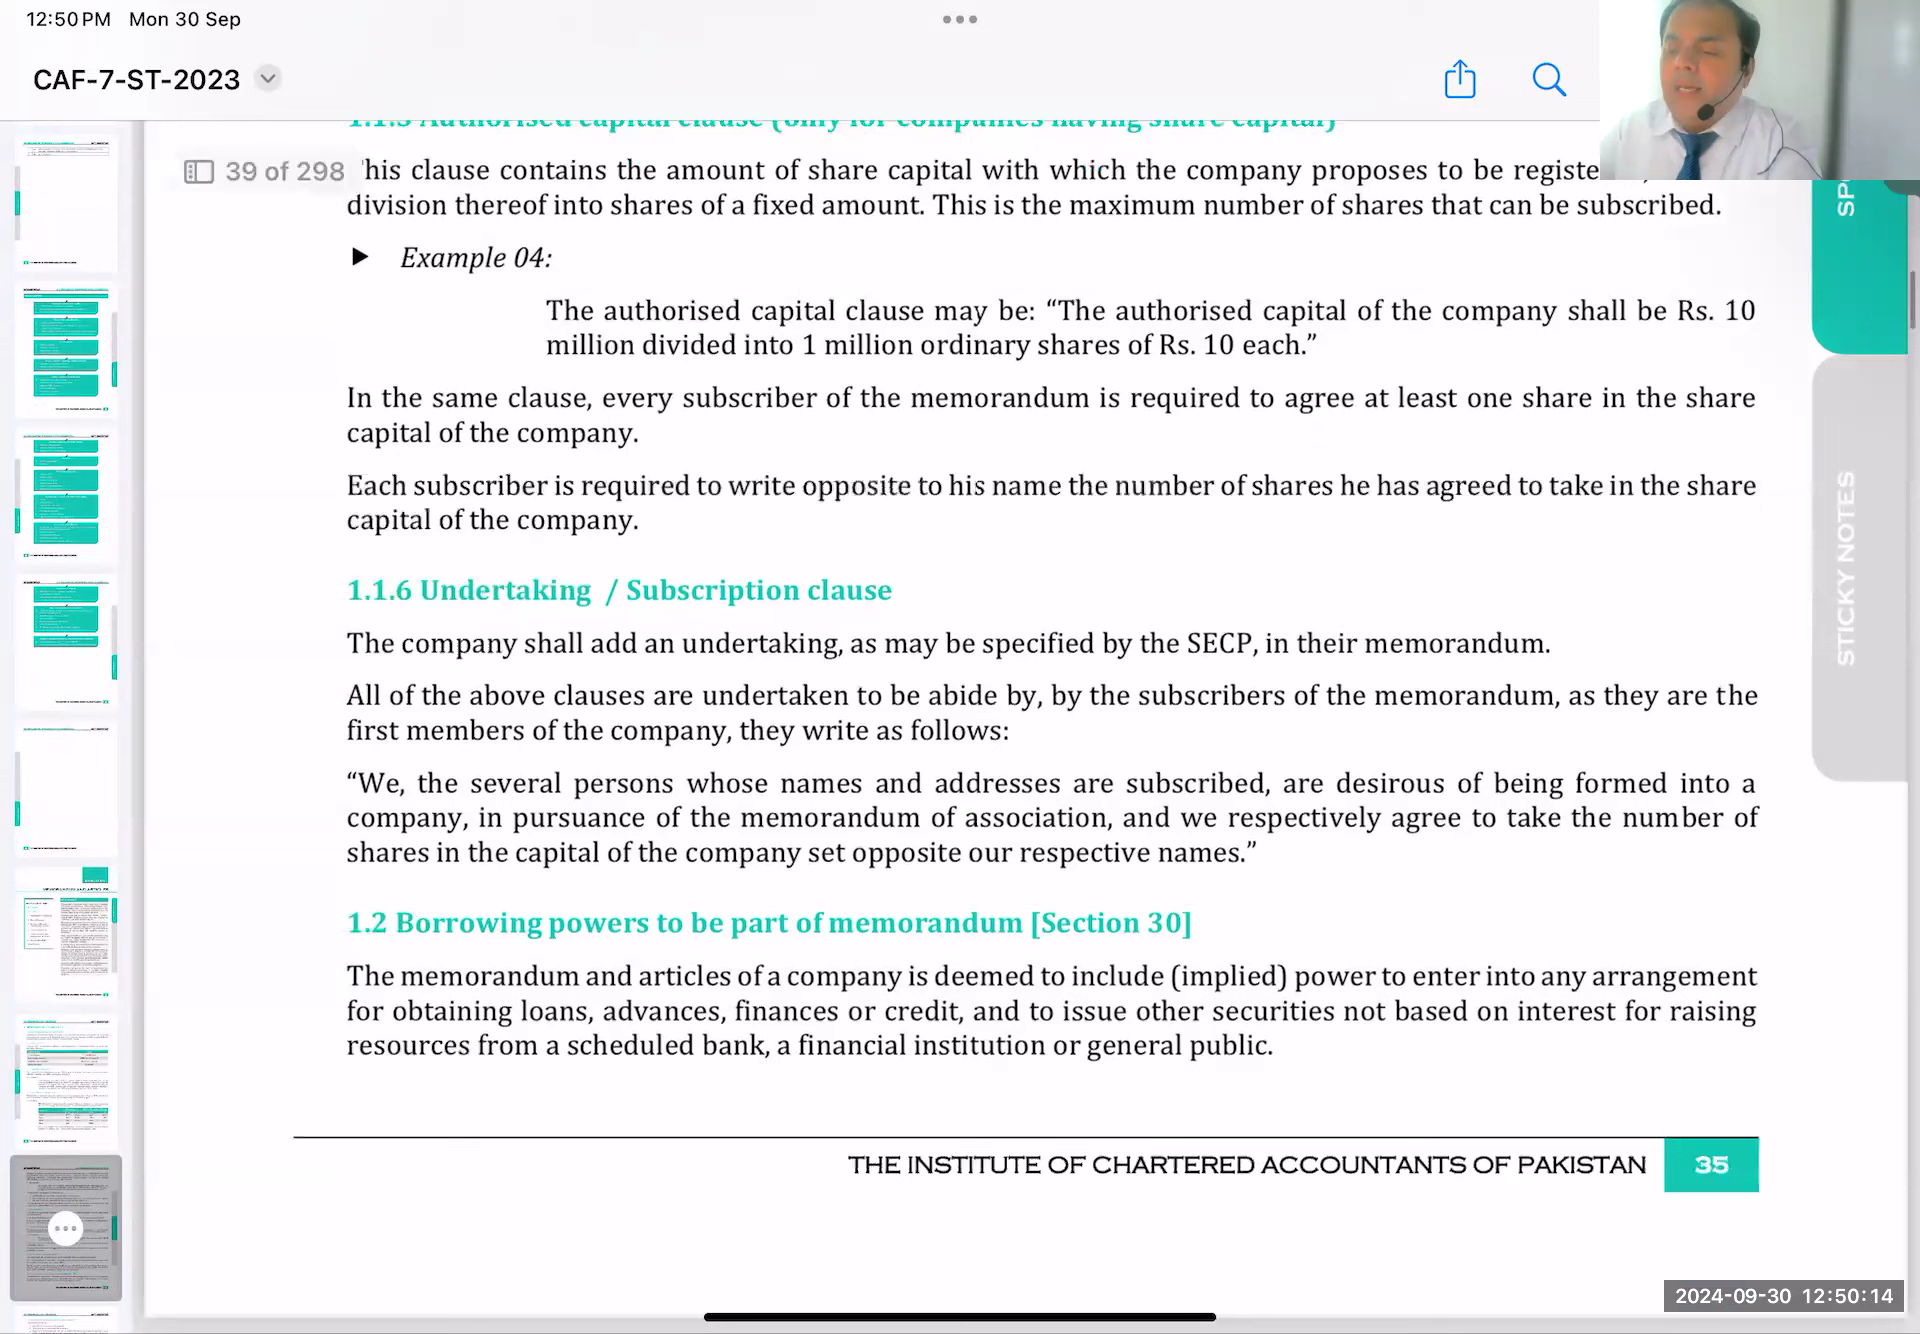 12:50 PM Mon 30 Sep
CAF-7-ST-2023
1.1.5 Authorised capital clause (only for companies having share capital)
39 of 298
his clause contains the amount of share capital with which the company proposes to be registe
division thereof into shares of a fixed amount. This is the maximum number of shares that can be subscribed.
Example 04:
The authorised capital clause may be: “The authorised capital of the company shall be Rs. 10
million divided into 1 million ordinary shares of Rs. 10 each.”
In the same clause, every subscriber of the memorandum is required to agree at least one share in the share
capital of the company.
Each subscriber is required to write opposite to his name the number of shares he has agreed to take in the share
capital of the company.
1.1.6 Undertaking / Subscription clause
The company shall add an undertaking, as may be specified by the SECP, in their memorandum.
All of the above clauses are undertaken to be abide by, by the subscribers of the memorandum, as they are the
first members of the company, they write as follows:
“We, the several persons whose names and addresses are subscribed, are desirous of being formed into a
company, in pursuance of the memorandum of association, and we respectively agree to take the number of
shares in the capital of the company set opposite our respective names.”
1.2 Borrowing powers to be part of memorandum [Section 30]
The memorandum and articles of a company is deemed to include (implied) power to enter into any arrangement
for obtaining loans, advances, finances or credit, and to issue other securities not based on interest for raising
resources from a scheduled bank, a financial institution or general public.
THE INSTITUTE OF CHARTERED ACCOUNTANTS OF PAKISTAN 35
SP
STICKY NOTES
2024-09-30 12:50:14